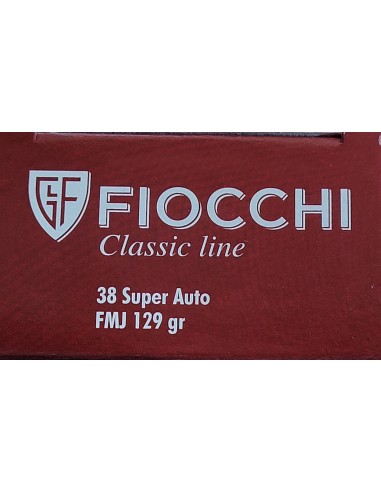 GF FIOCCHI
Classic line
38 Super Auto
FMJ 129 gr